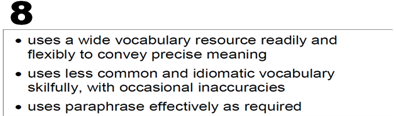 8
• uses a wide vocabulary resource readily and
flexibly to convey precise meaning
• uses less common and idiomatic vocabulary
skilfully, with occasional inaccuracies
• uses paraphrase effectively as required